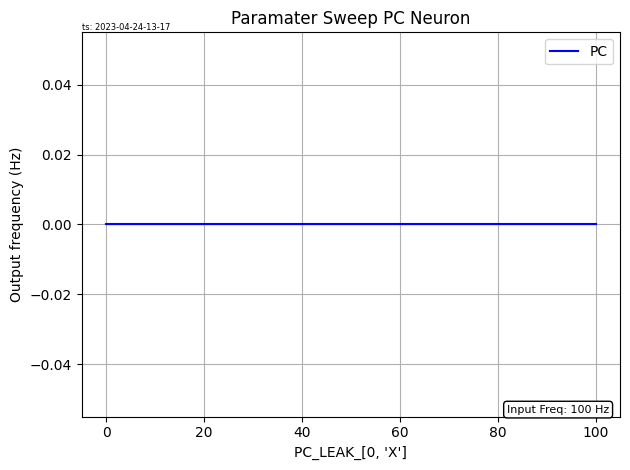 Paramater Sweep PC Neuron
ts: 2023-04-24-13-17
PC
Output frequency (Hz)
0.04
0.02
0.00
−0.02
−0.04
Input Freq: 100 Hz
0 20 40 60 80 100
PC_LEAK_[0, 'X']